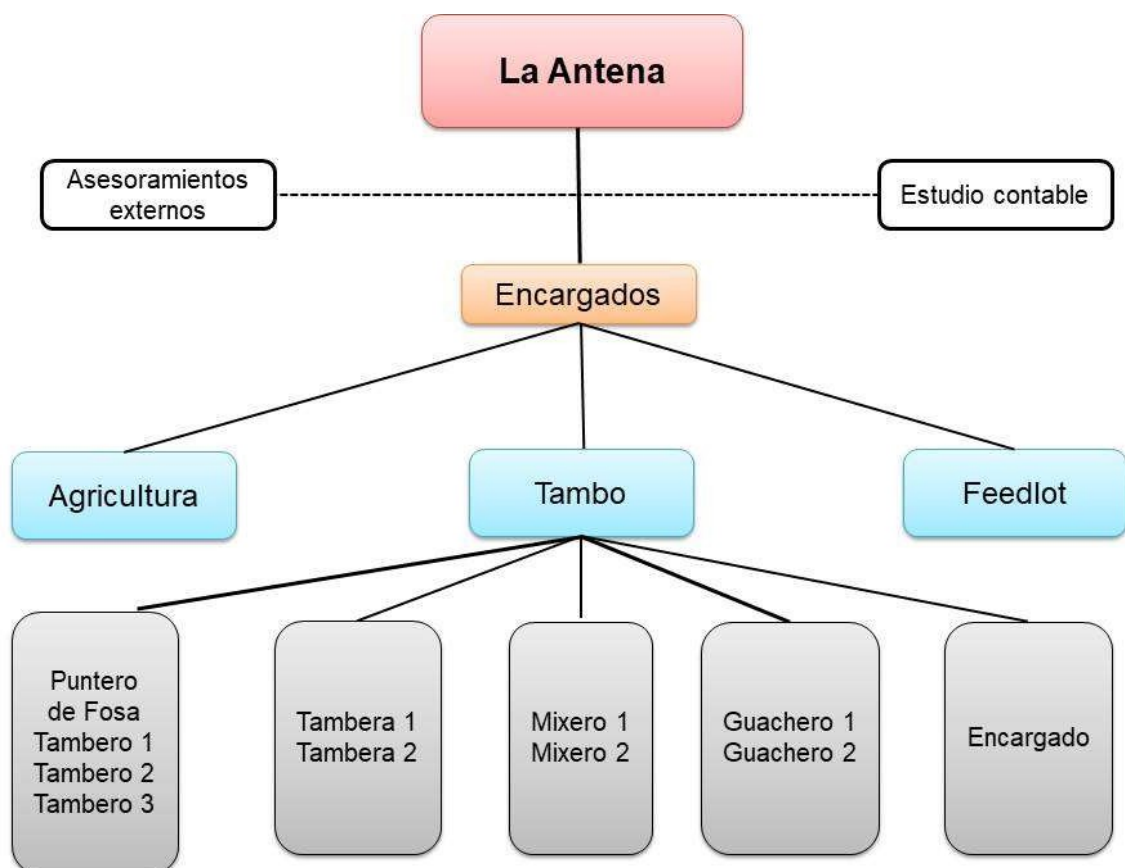 La Antena
Asesoramientos
externos
Estudio contable
Encargados
Agricultura
Tambo
Feedlot
Puntero
de Fosa
Tambero 1
Tambero 2
Tambero 3
Tambera 1
Tambera 2
Mixero 1
Mixero 2
Guachero 1
Guachero 2
Encargado